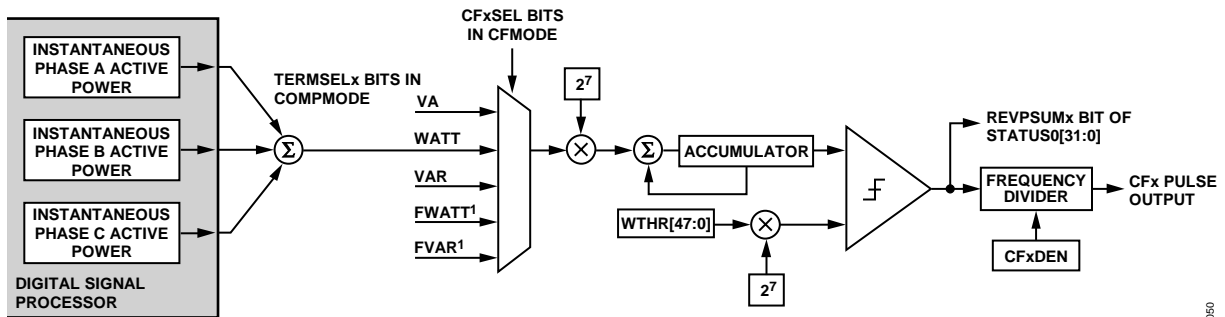 INSTANTANEOUS
PHASE A ACTIVE
POWER
INSTANTANEOUS
PHASE B ACTIVE
POWER
INSTANTANEOUS
PHASE C ACTIVE
POWER
DIGITAL SIGNAL
PROCESSOR
TERMSELx BITS IN
COMPMODE
Σ
CFxSEL BITS
IN CFMODE
VA
WATT
VAR
FWATT¹
FVAR¹
2⁷
Σ
ACCUMULATOR
WTHR[47:0]
2⁷
REVPSUMx BIT OF
STATUS0[31:0]
FREQUENCY
DIVIDER
CFx PULSE
OUTPUT
CFxDEN
050